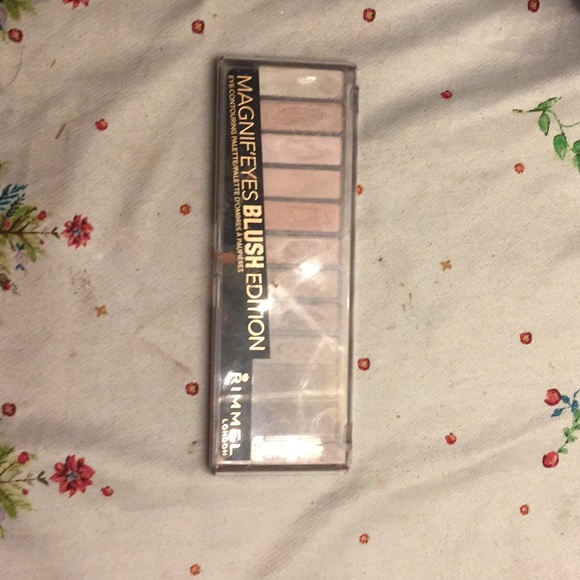 MAGNIF'EYES BLUSH EDITION
EYE CONTOURING PALETTE/PALETTE D'OMBRES À PAUPIÈRES
RIMMEL
LONDON